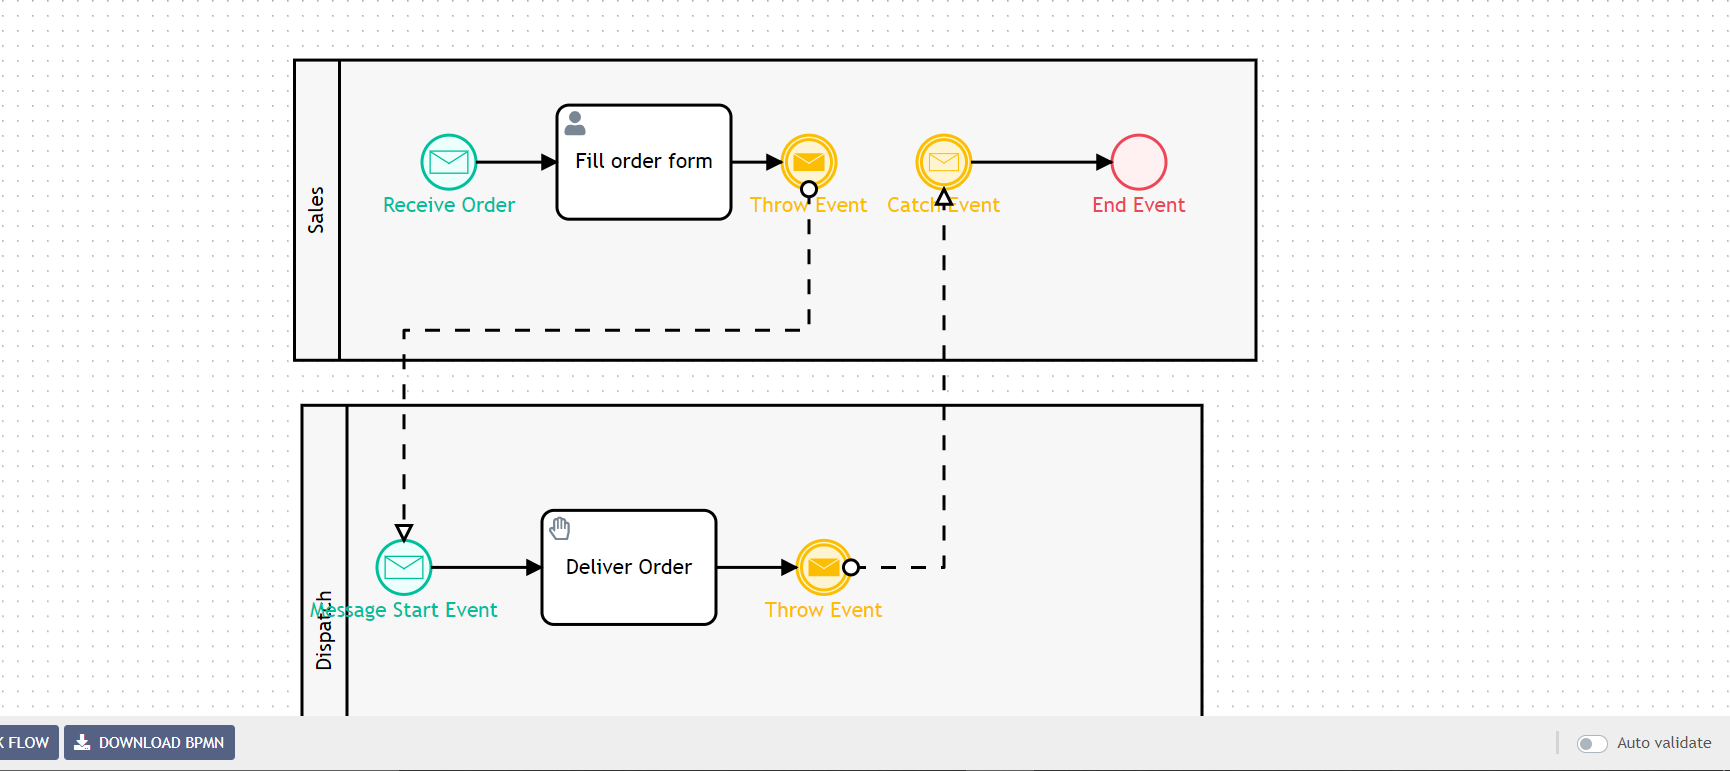 Sales
Fill order form
Receive Order
Throw Event
Catch Event
End Event
Dispatch
Deliver Order
Message Start Event
Throw Event
K FLOW
DOWNLOAD BPMN
Auto validate